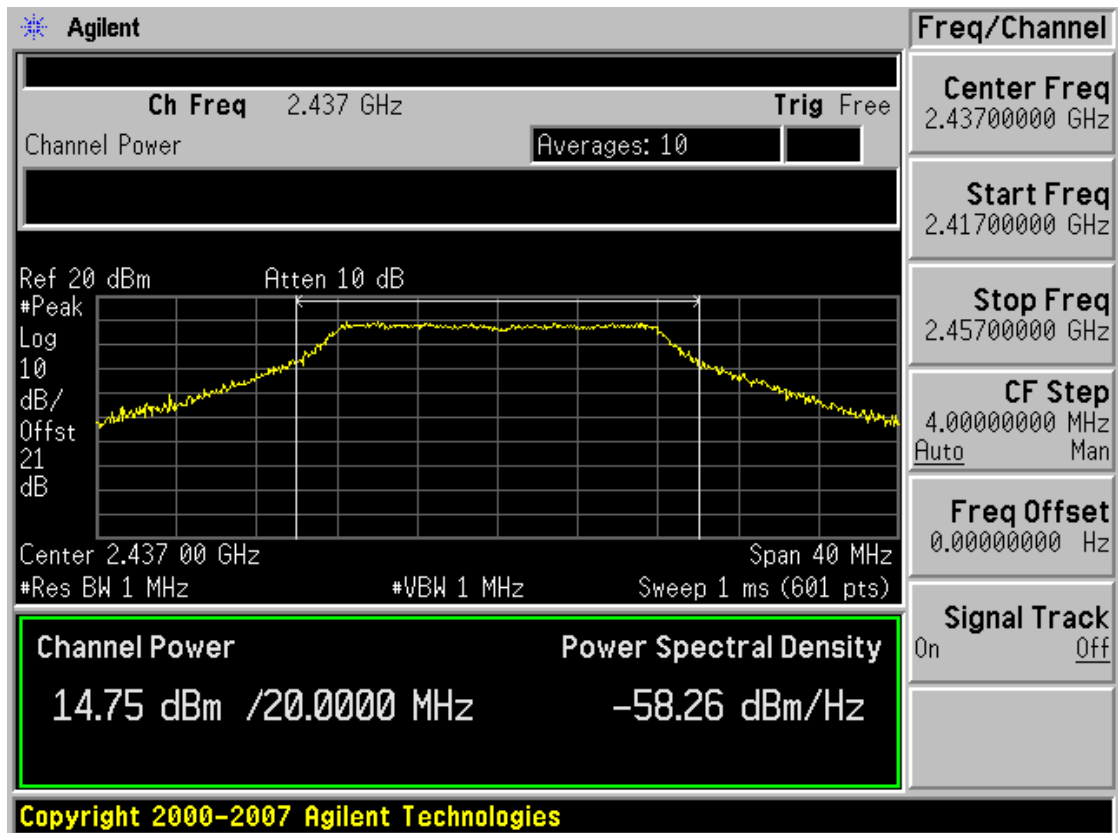 Agilent
Freq/Channel
Ch Freq 2.437 GHz Trig Free
Channel Power Averages: 10
Ref 20 dBm Atten 10 dB
#Peak
Log
10
dB/
Offst
21
dB
Center 2.437 00 GHz Span 40 MHz
#Res BW 1 MHz #VBW 1 MHz Sweep 1 ms (601 pts)
Channel Power Power Spectral Density
14.75 dBm /20.0000 MHz -58.26 dBm/Hz
Copyright 2000-2007 Agilent Technologies
Center Freq
2.43700000 GHz
Start Freq
2.41700000 GHz
Stop Freq
2.45700000 GHz
CF Step
4.00000000 MHz
Auto Man
Freq Offset
0.00000000 Hz
Signal Track
On Off